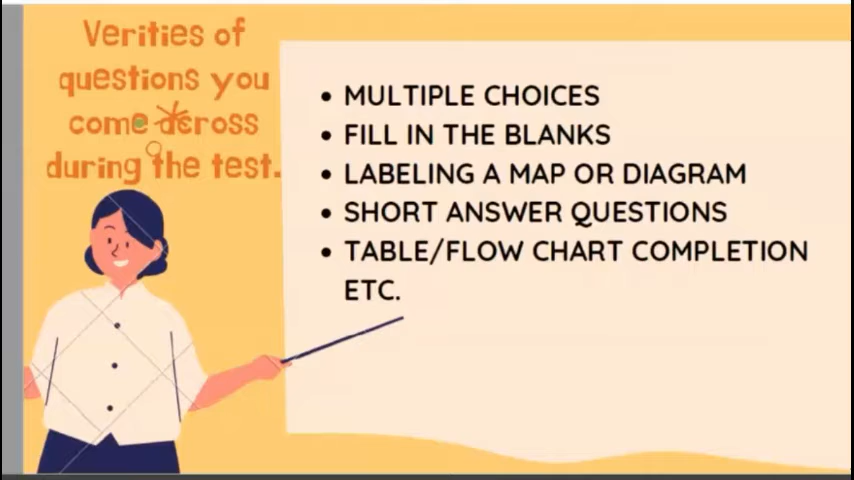 Verities of
questions you
come across
during the test.
• MULTIPLE CHOICES
• FILL IN THE BLANKS
• LABELING A MAP OR DIAGRAM
• SHORT ANSWER QUESTIONS
• TABLE/FLOW CHART COMPLETION
ETC.